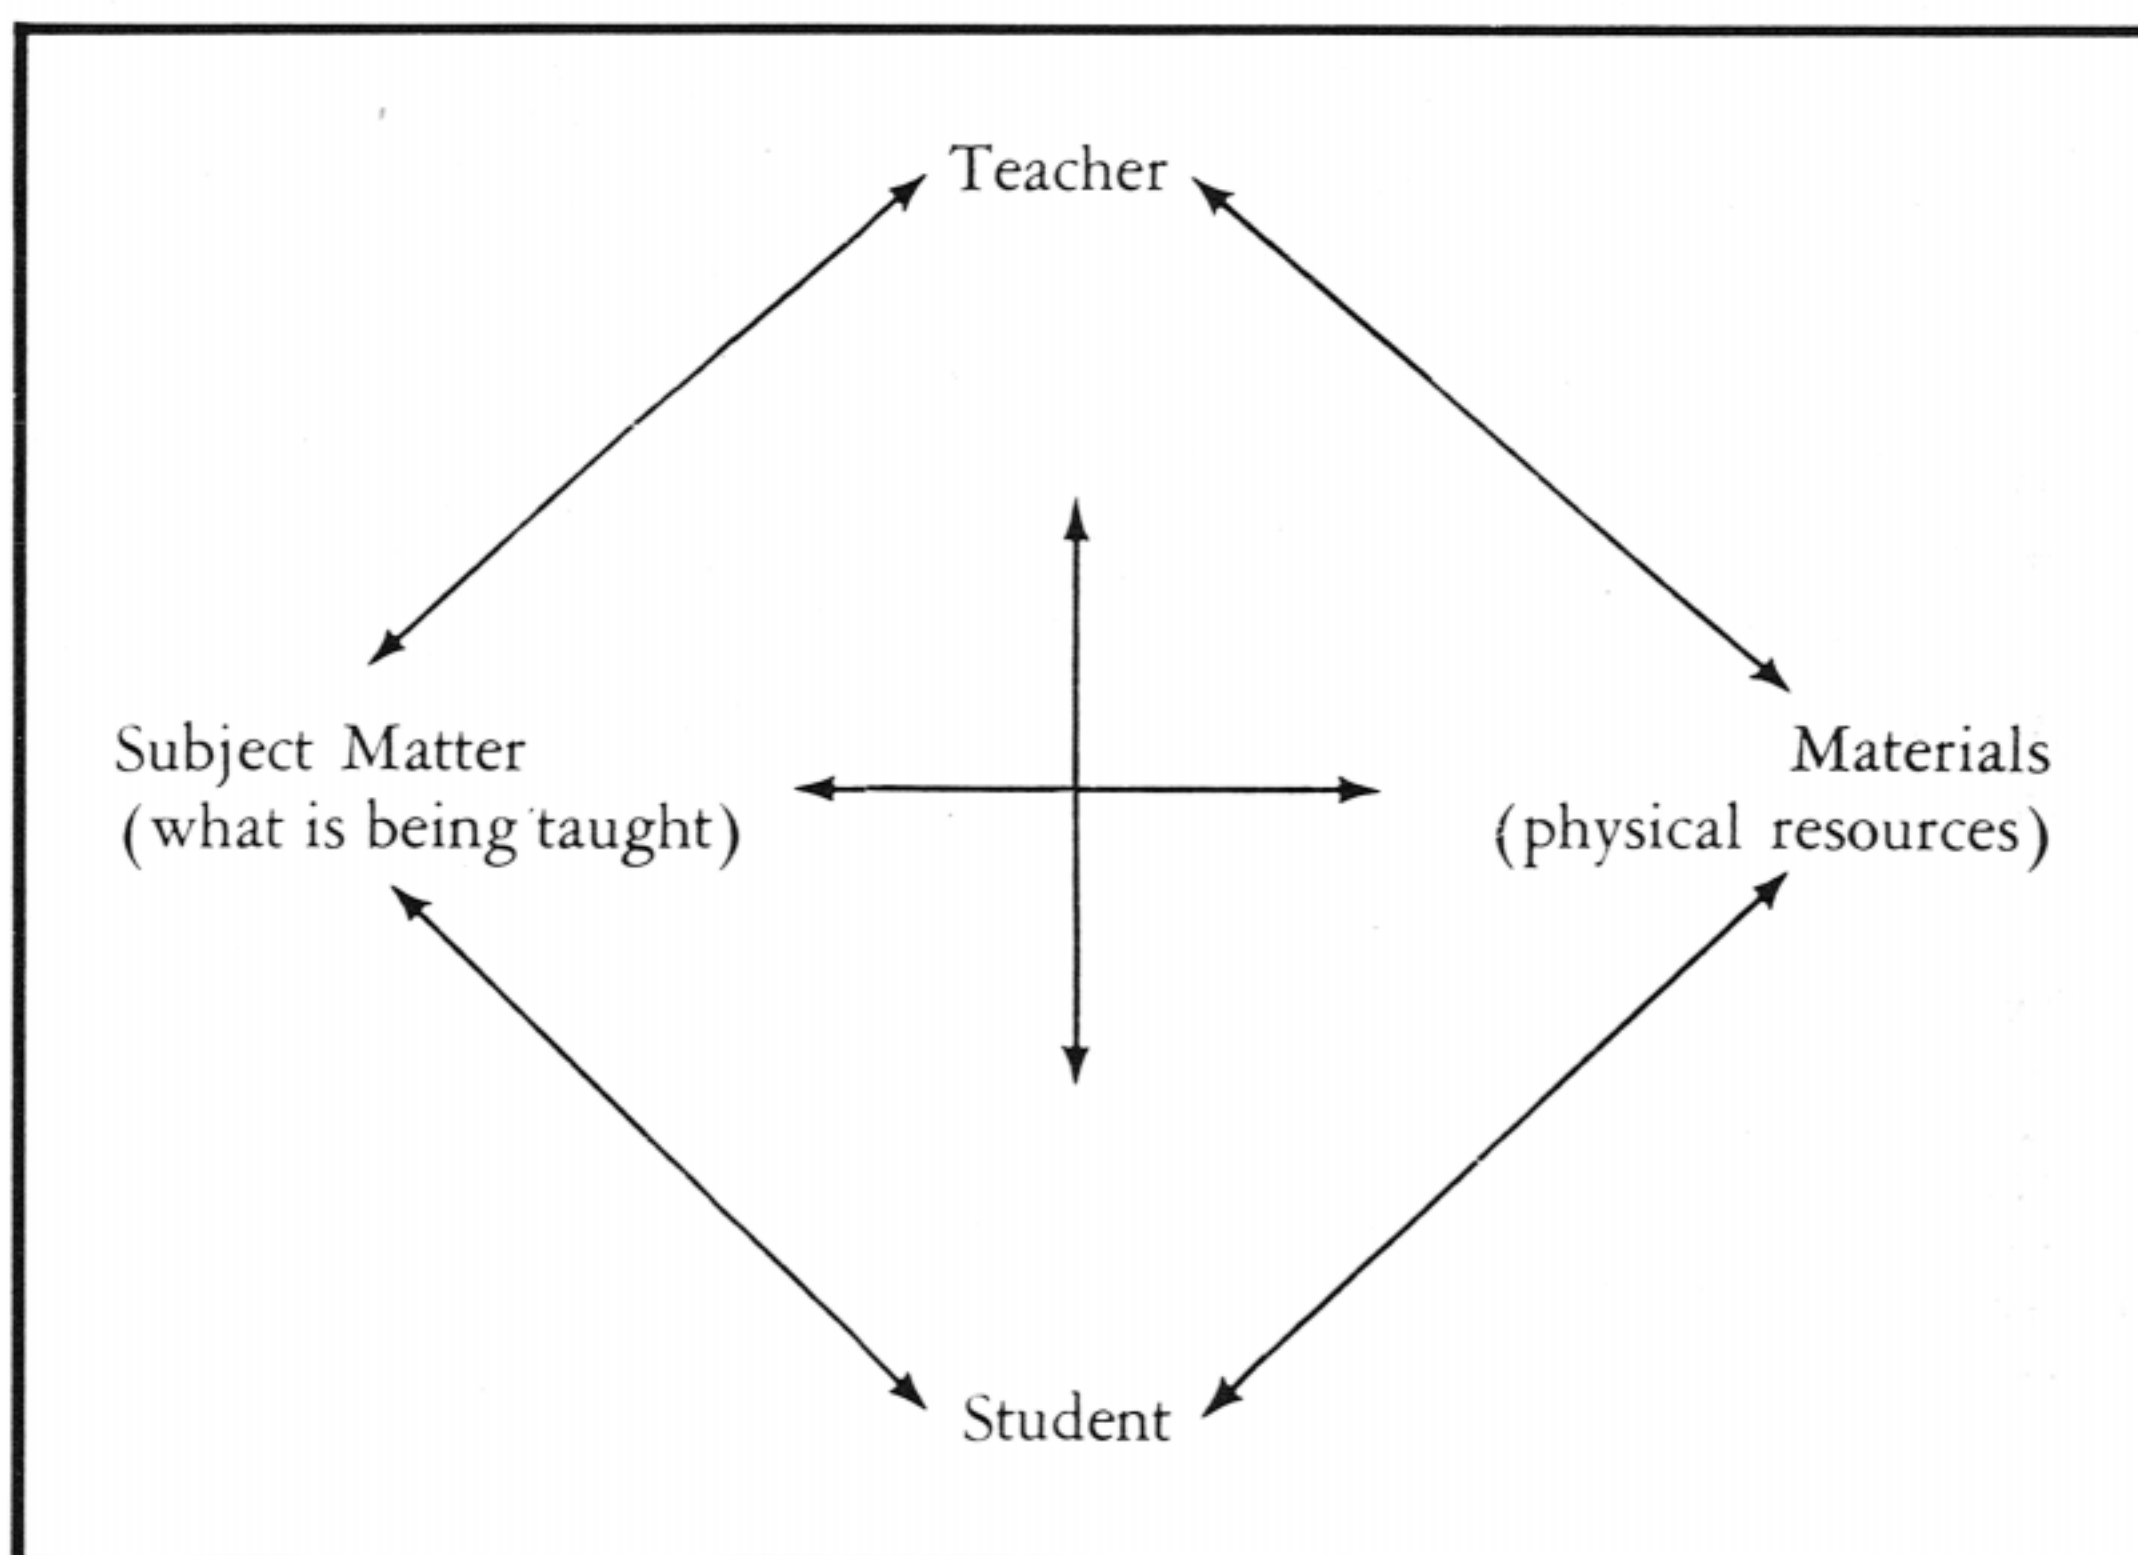 Teacher
Subject Matter
(what is being taught)
Materials
(physical resources)
Student